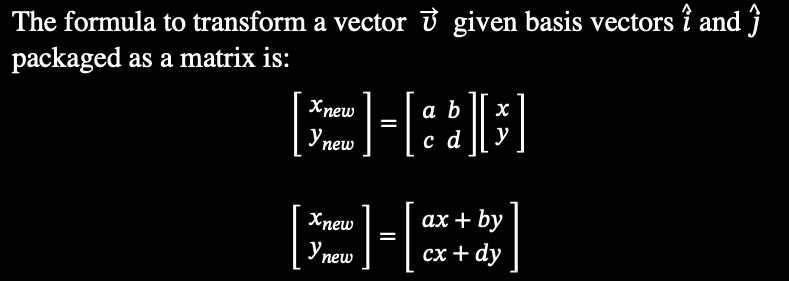 The formula to transform a vector v⃗ given basis vectors î and ĵ
packaged as a matrix is:
[x_new; y_new] = [a b; c d][x; y]
[x_new; y_new] = [ax + by; cx + dy]